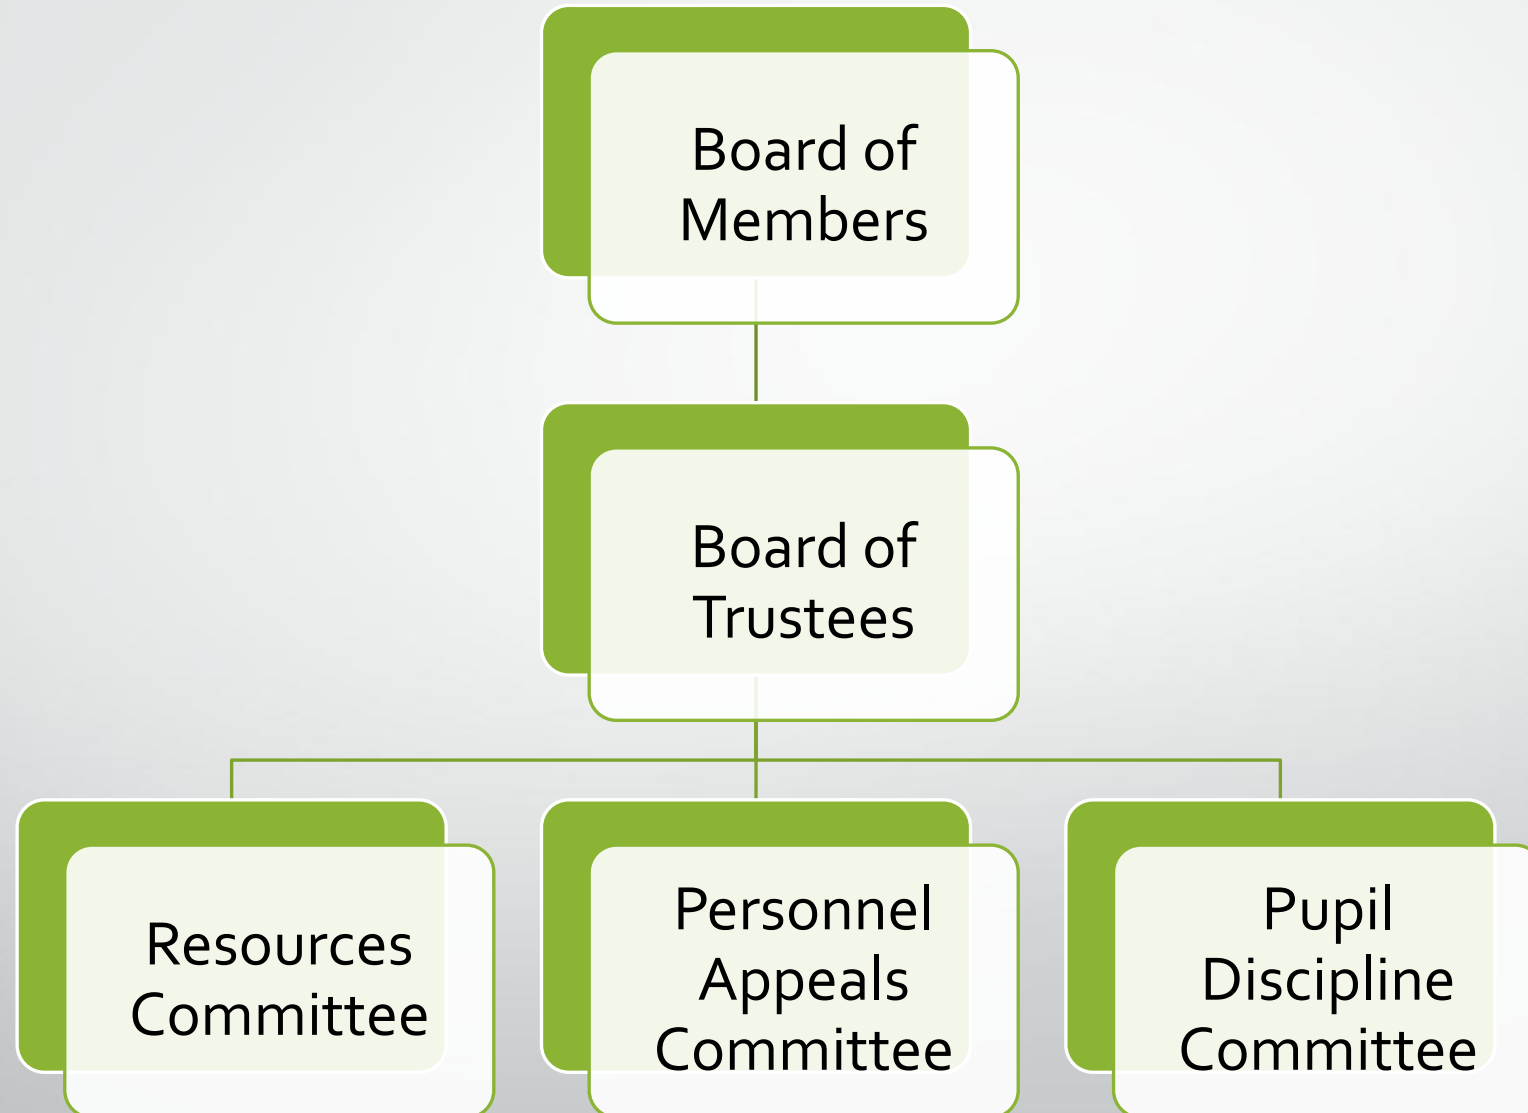 Board of
Members
Board of
Trustees
Resources
Committee
Personnel
Appeals
Committee
Pupil
Discipline
Committee